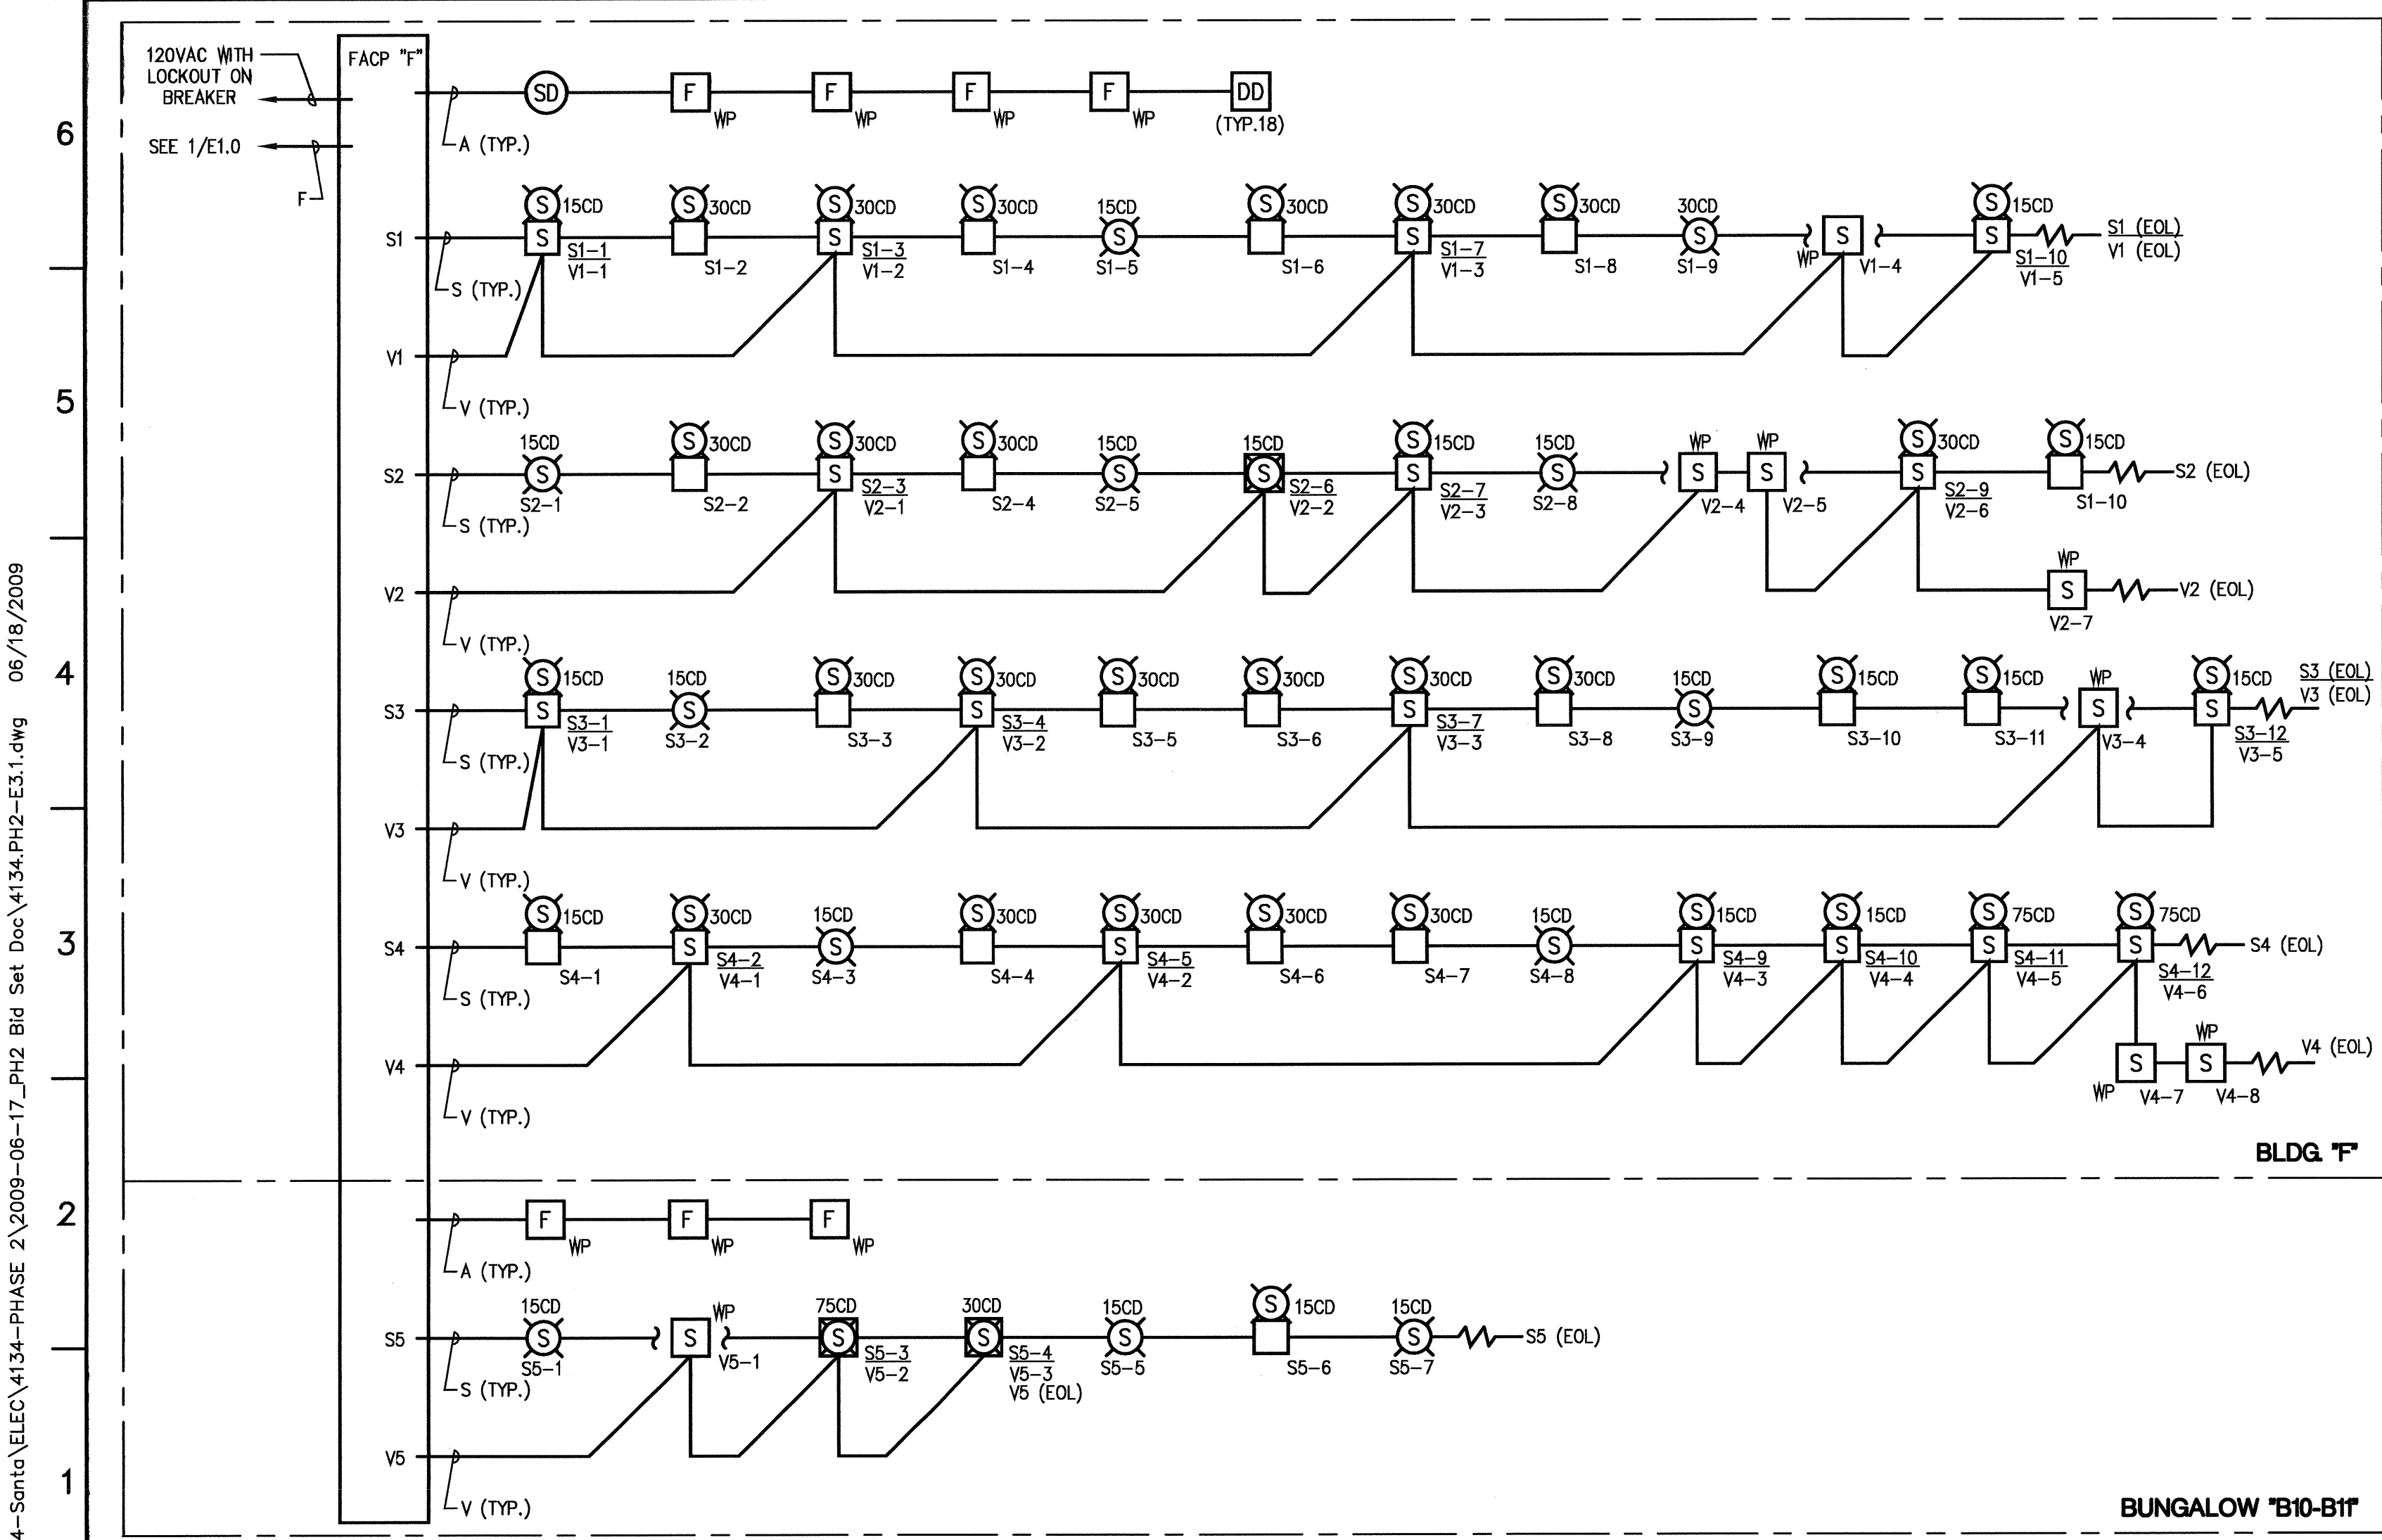 120VAC WITH
LOCKOUT ON
BREAKER
FACP "F"
SD
F
WP
F
WP
F
WP
F
WP
DD
(TYP.18)
6
SEE 1/E1.0
A (TYP.)
F
S1
S 15CD
S
S1-1
V1-1
S 30CD
S1-2
S 30CD
S
S1-3
V1-2
S 30CD
S1-4
15CD
S
S1-5
S 30CD
S1-6
S 30CD
S
S1-7
V1-3
S 30CD
S1-8
30CD
S
S1-9
S
WP
V1-4
S 15CD
S
S1-10
V1-5
S1 (EOL)
V1 (EOL)
S (TYP.)
V1
V (TYP.)
5
S2
15CD
S
S2-1
S 30CD
S2-2
S 30CD
S
S2-3
V2-1
S 30CD
S2-4
15CD
S
S2-5
15CD
S
S2-6
V2-2
S 15CD
S
S2-7
V2-3
15CD
S
S2-8
WP
S
V2-4
WP
S
V2-5
S 30CD
S
S2-9
V2-6
S 15CD
S1-10
S2 (EOL)
S (TYP.)
V2
WP
S
V2-7
V2 (EOL)
V (TYP.)
4
S3
S 15CD
S
S3-1
V3-1
15CD
S
S3-2
S 30CD
S3-3
S 30CD
S
S3-4
V3-2
S 30CD
S3-5
S 30CD
S3-6
S 30CD
S
S3-7
V3-3
S 30CD
S3-8
15CD
S
S3-9
S 15CD
S3-10
S 15CD
S3-11
WP
S
V3-4
S 15CD
S
S3-12
V3-5
S3 (EOL)
V3 (EOL)
S (TYP.)
V3
V (TYP.)
3
S4
S 15CD
S4-1
S 30CD
S
S4-2
V4-1
15CD
S
S4-3
S 30CD
S4-4
S 30CD
S
S4-5
V4-2
S 30CD
S4-6
S 30CD
S4-7
15CD
S
S4-8
S 15CD
S
S4-9
V4-3
S 15CD
S
S4-10
V4-4
S 75CD
S
S4-11
V4-5
S 75CD
S
S4-12
V4-6
S4 (EOL)
S (TYP.)
V4
S
WP
V4-7
WP
S
V4-8
V4 (EOL)
V (TYP.)
BLDG. "F"
2
F
WP
F
WP
F
WP
A (TYP.)
S5
15CD
S
S5-1
WP
S
V5-1
75CD
S
S5-3
V5-2
30CD
S
S5-4
V5-3
V5 (EOL)
15CD
S
S5-5
S 15CD
S5-6
15CD
S
S5-7
S5 (EOL)
S (TYP.)
V5
V (TYP.)
1
BUNGALOW "B10-B11"
4-Santa\ELEC\4134-PHASE 2\2009-06-17_PH2 Bid Set Doc\4134.PH2-E3.1.dwg 06/18/2009